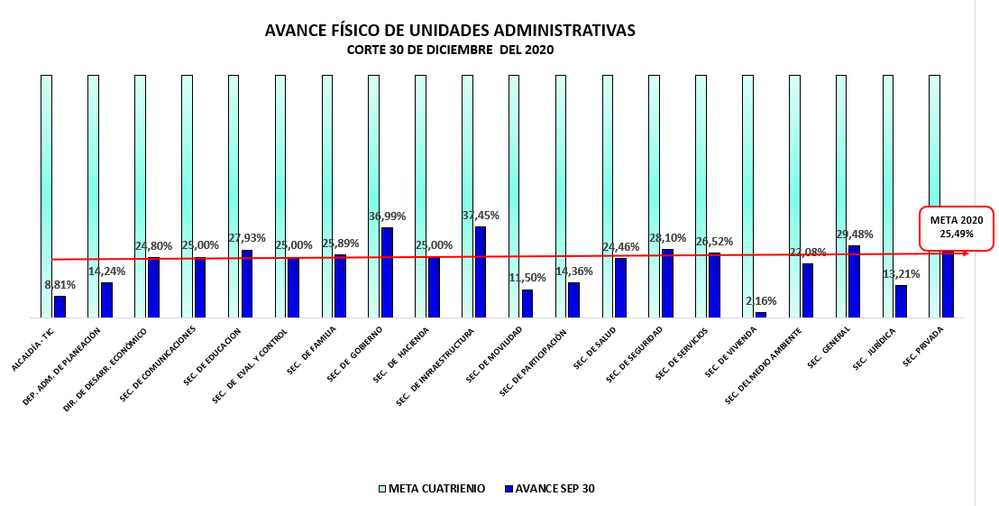 AVANCE FÍSICO DE UNIDADES ADMINISTRATIVAS
CORTE 30 DE DICIEMBRE DEL 2020
META 2020
25,49%
8,81%
14,24%
24,80%
25,00%
27,93%
25,00%
25,89%
36,99%
25,00%
37,45%
11,50%
14,36%
24,46%
28,10%
26,52%
2,16%
22,08%
29,48%
13,21%
ALCALDÍA - TIC
DEP. ADM. DE PLANEACIÓN
DIR. DE DESARR. ECONÓMICO
SEC. DE COMUNICACIONES
SEC. DE EDUCACION
SEC. DE EVAL. Y CONTROL
SEC. DE FAMILIA
SEC. DE GOBIERNO
SEC. DE HACIENDA
SEC. DE INFRAESTRUCTURA
SEC. DE MOVIUDAD
SEC. DE PARTICIPACIÓN
SEC. DE SALUD
SEC. DE SEGURIDAD
SEC. DE SERVICIOS
SEC. DE VIVIENDA
SEC. DEL MEDIO AMBIENTE
SEC. GENERAL
SEC. JURÍDICA
SEC. PRIVADA
META CUATRIENIO
AVANCE SEP 30